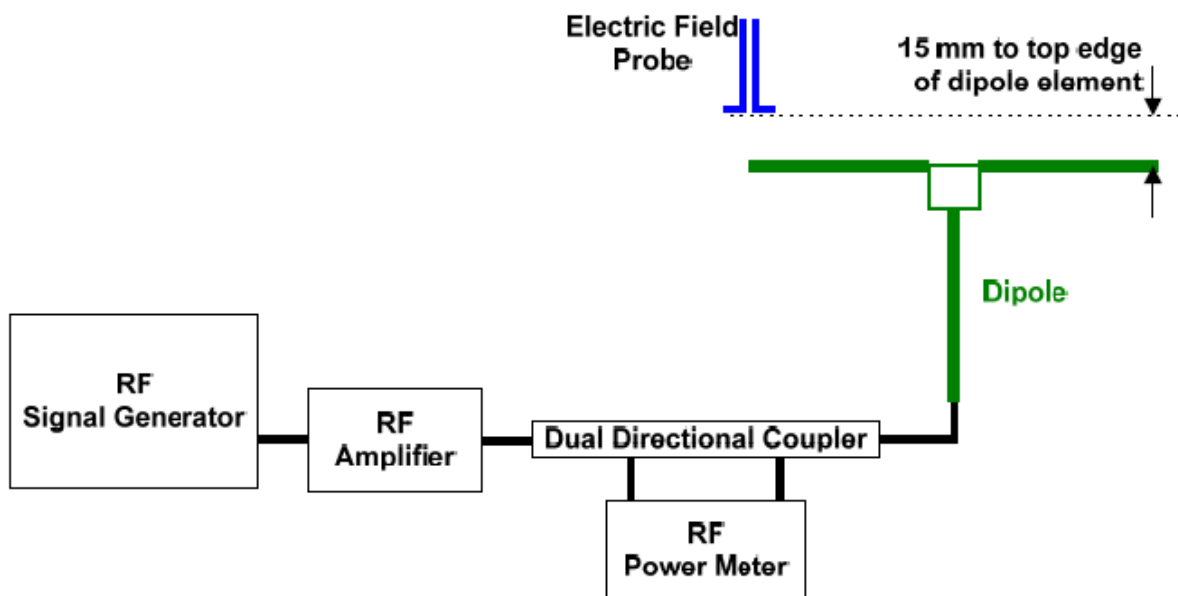 Electric Field
Probe
15 mm to top edge
of dipole element
Dipole
RF
Signal Generator
RF
Amplifier
Dual Directional Coupler
RF
Power Meter